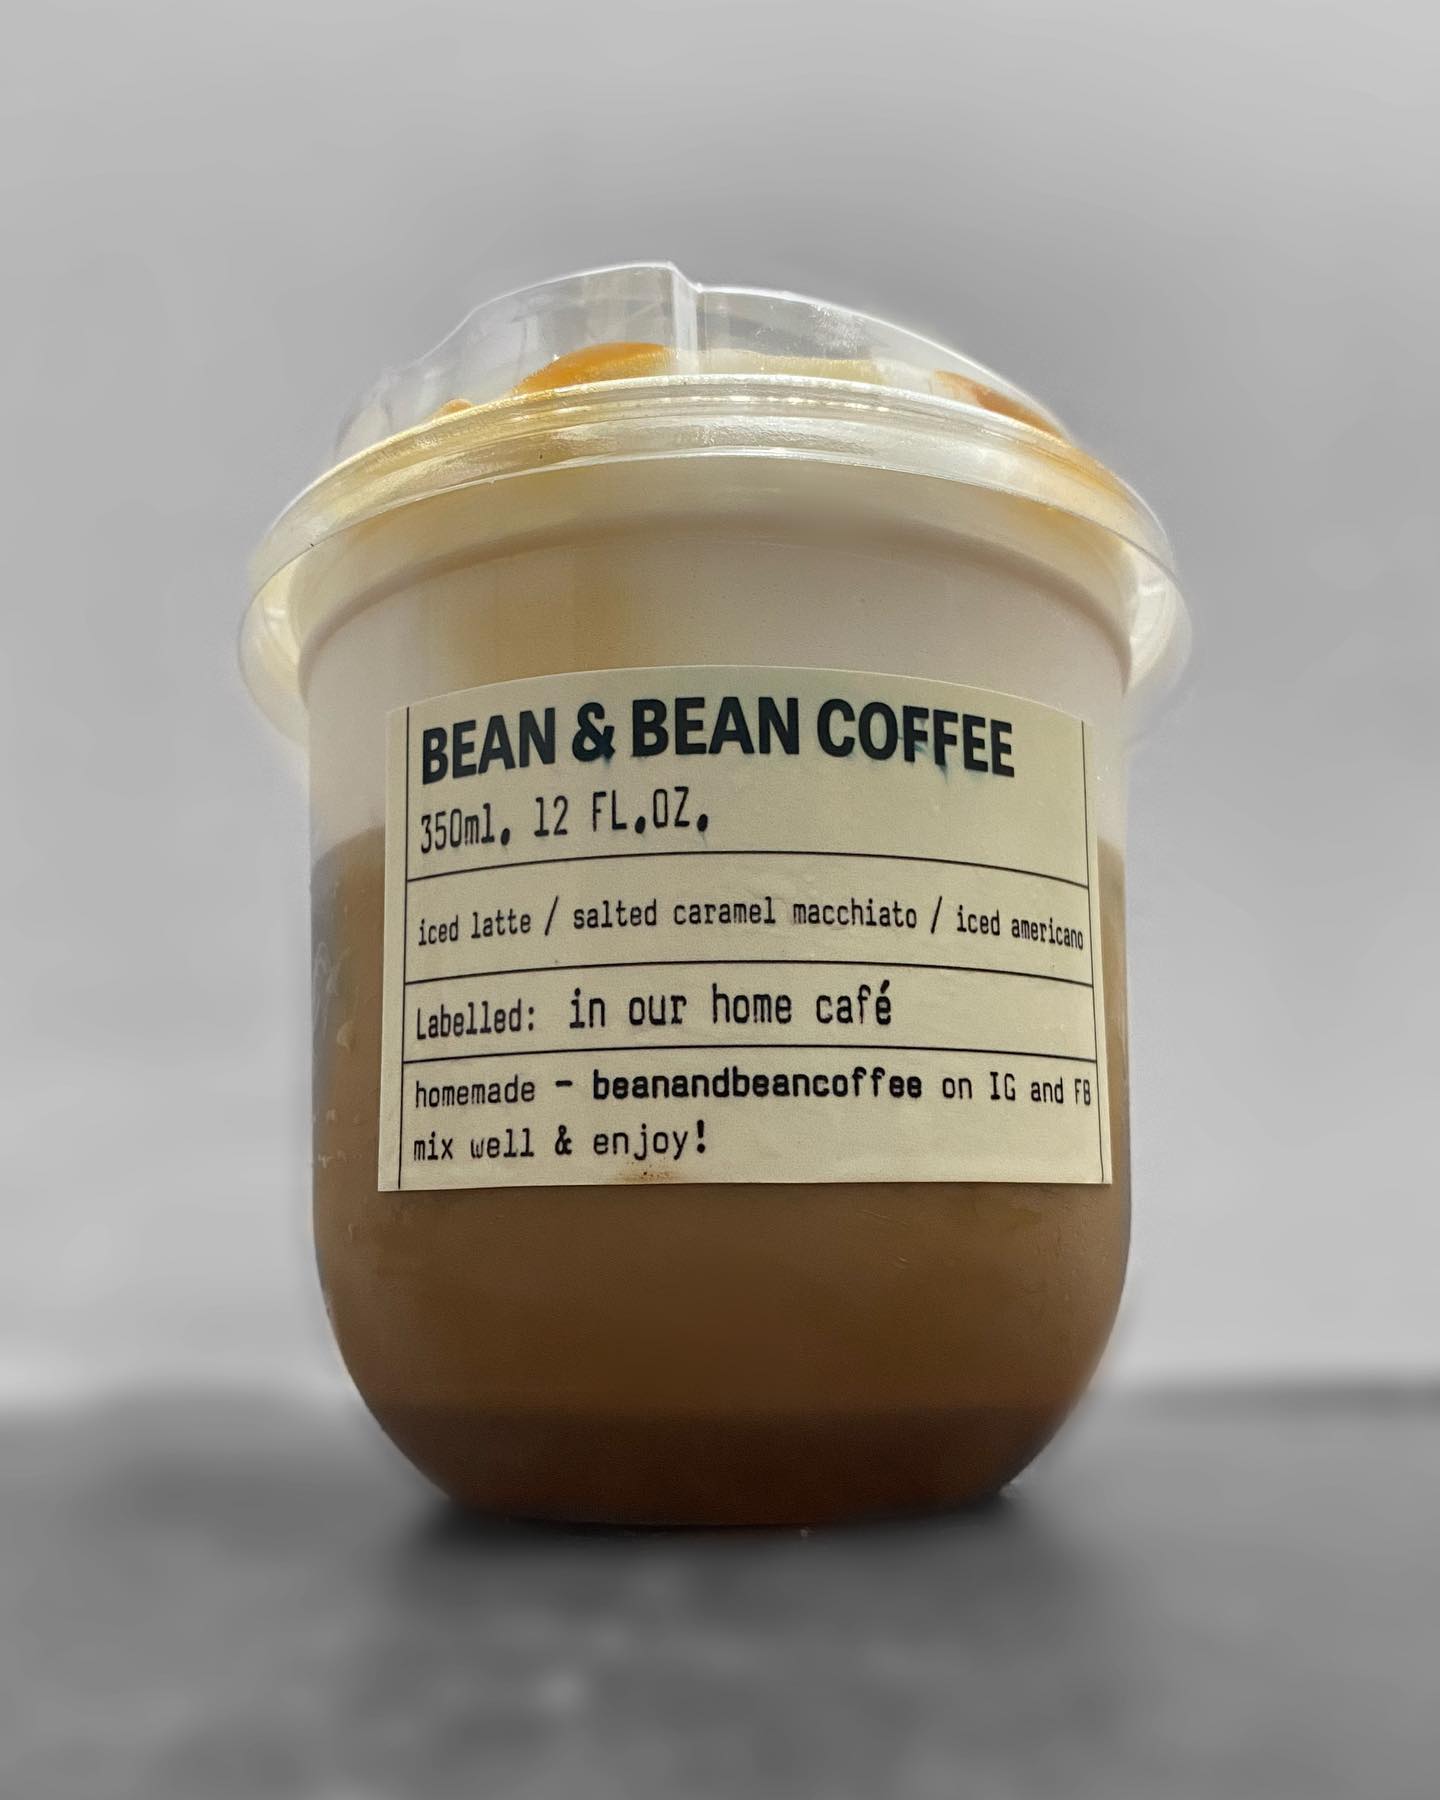 BEAN & BEAN COFFEE
350ml. 12 FL.OZ.
iced latte / salted caramel macchiato / iced americano
Labelled: in our home café
homemade - beanandbeancoffee on IG and FB
mix well & enjoy!